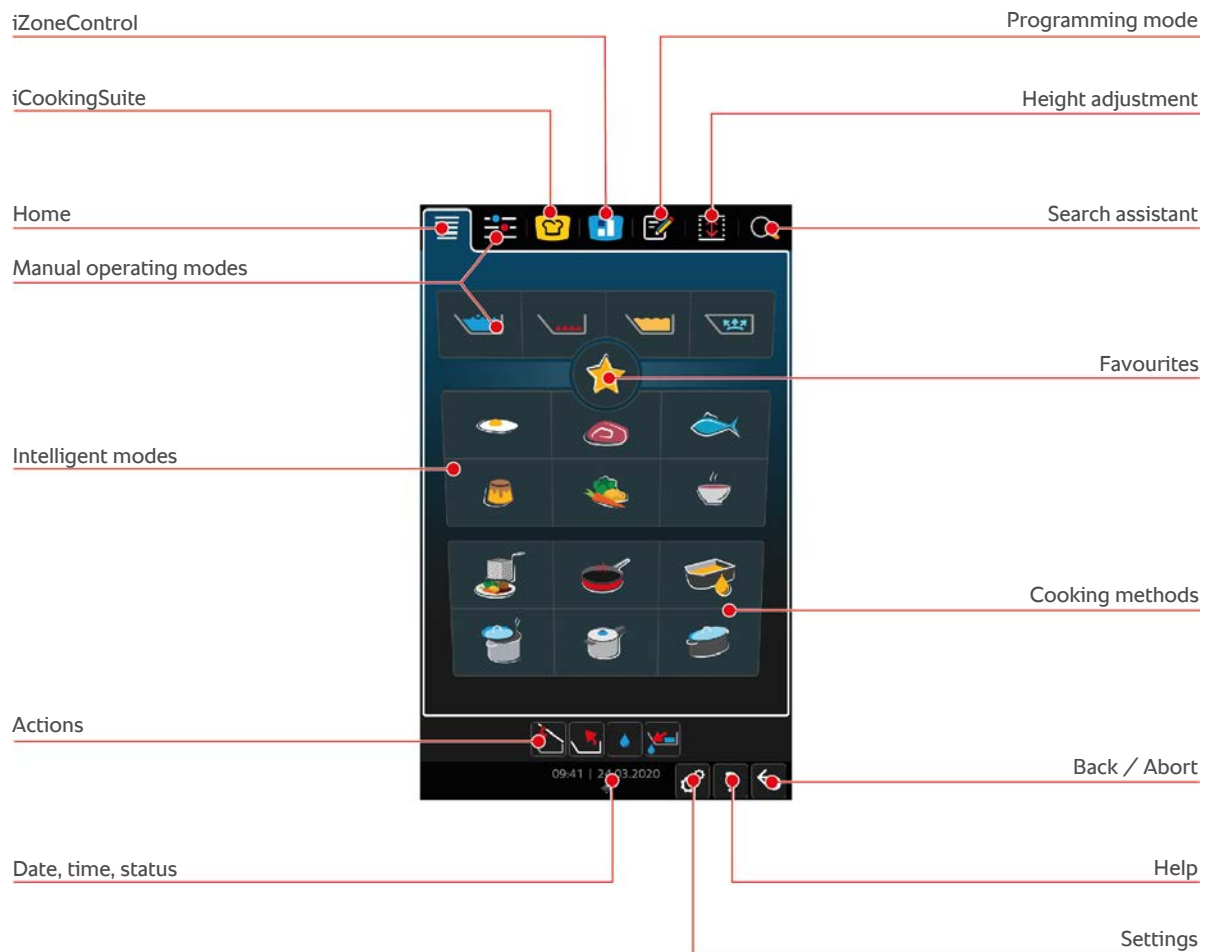 iZoneControl
Programming mode
iCookingSuite
Height adjustment
Home
Search assistant
Manual operating modes
Favourites
Intelligent modes
Cooking methods
Actions
09:41 | 24.03.2020
Back / Abort
Date, time, status
Help
Settings